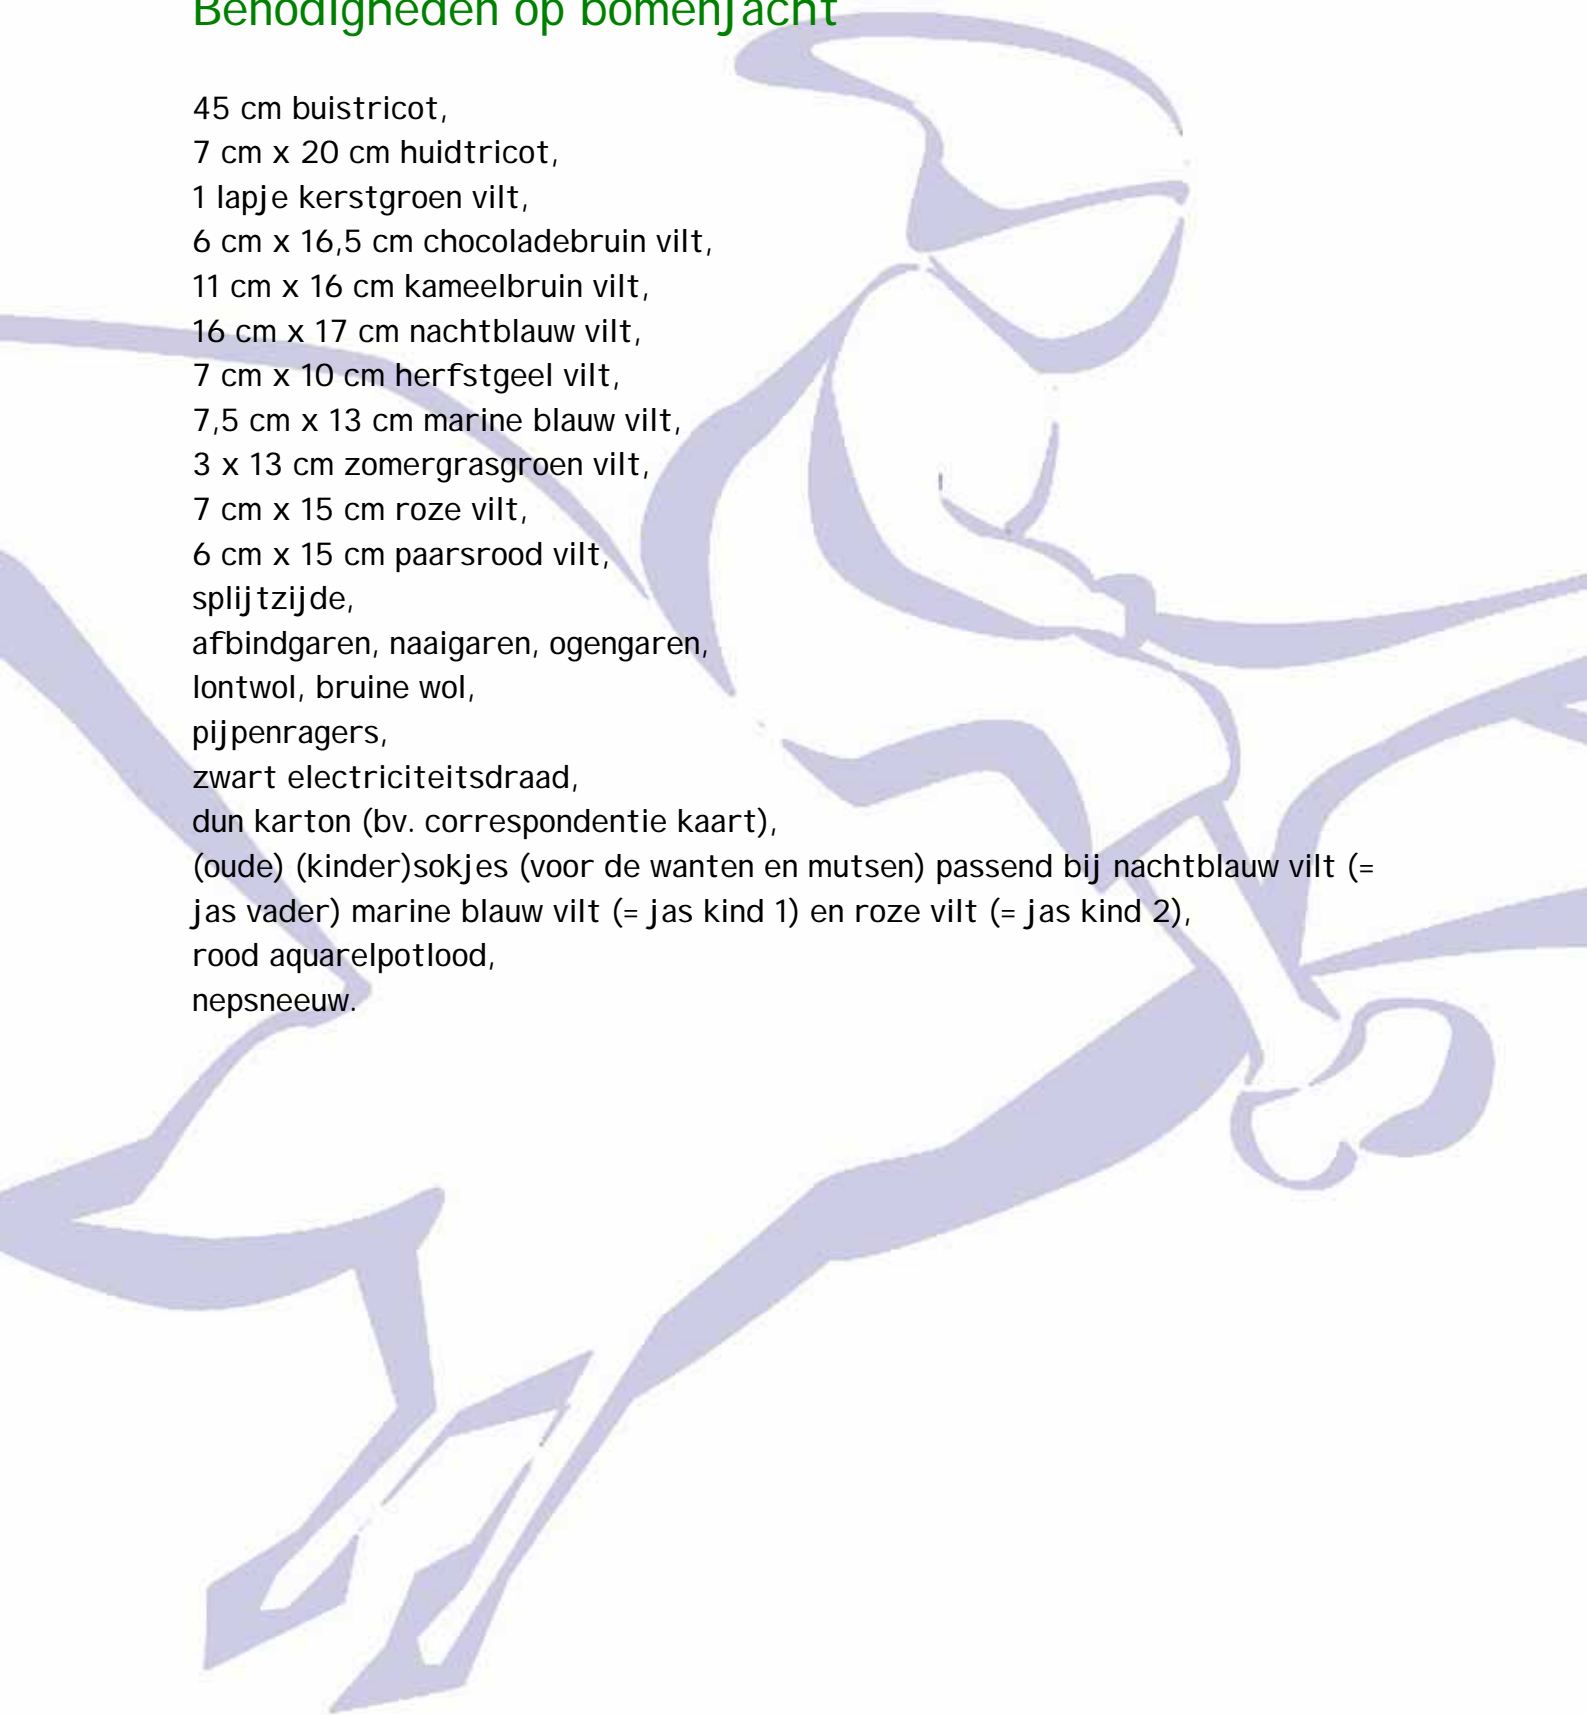 Benodigheden op bomenjacht
45 cm buistricot,
7 cm x 20 cm huidtricot,
1 lapje kerstgroen vilt,
6 cm x 16,5 cm chocoladebruin vilt,
11 cm x 16 cm kameelbruin vilt,
16 cm x 17 cm nachtblauw vilt,
7 cm x 10 cm herfstgeel vilt,
7,5 cm x 13 cm marine blauw vilt,
3 x 13 cm zomergrasgroen vilt,
7 cm x 15 cm roze vilt,
6 cm x 15 cm paarsrood vilt,
splijtzijde,
afbindgaren, naaigaren, ogengaren,
lontwol, bruine wol,
pijpenragers,
zwart electriciteitsdraad,
dun karton (bv. correspondentie kaart),
(oude) (kinder)sokjes (voor de wanten en mutsen) passend bij nachtblauw vilt (=
jas vader) marine blauw vilt (= jas kind 1) en roze vilt (= jas kind 2),
rood aquarelpotlood,
nepsneeuw.